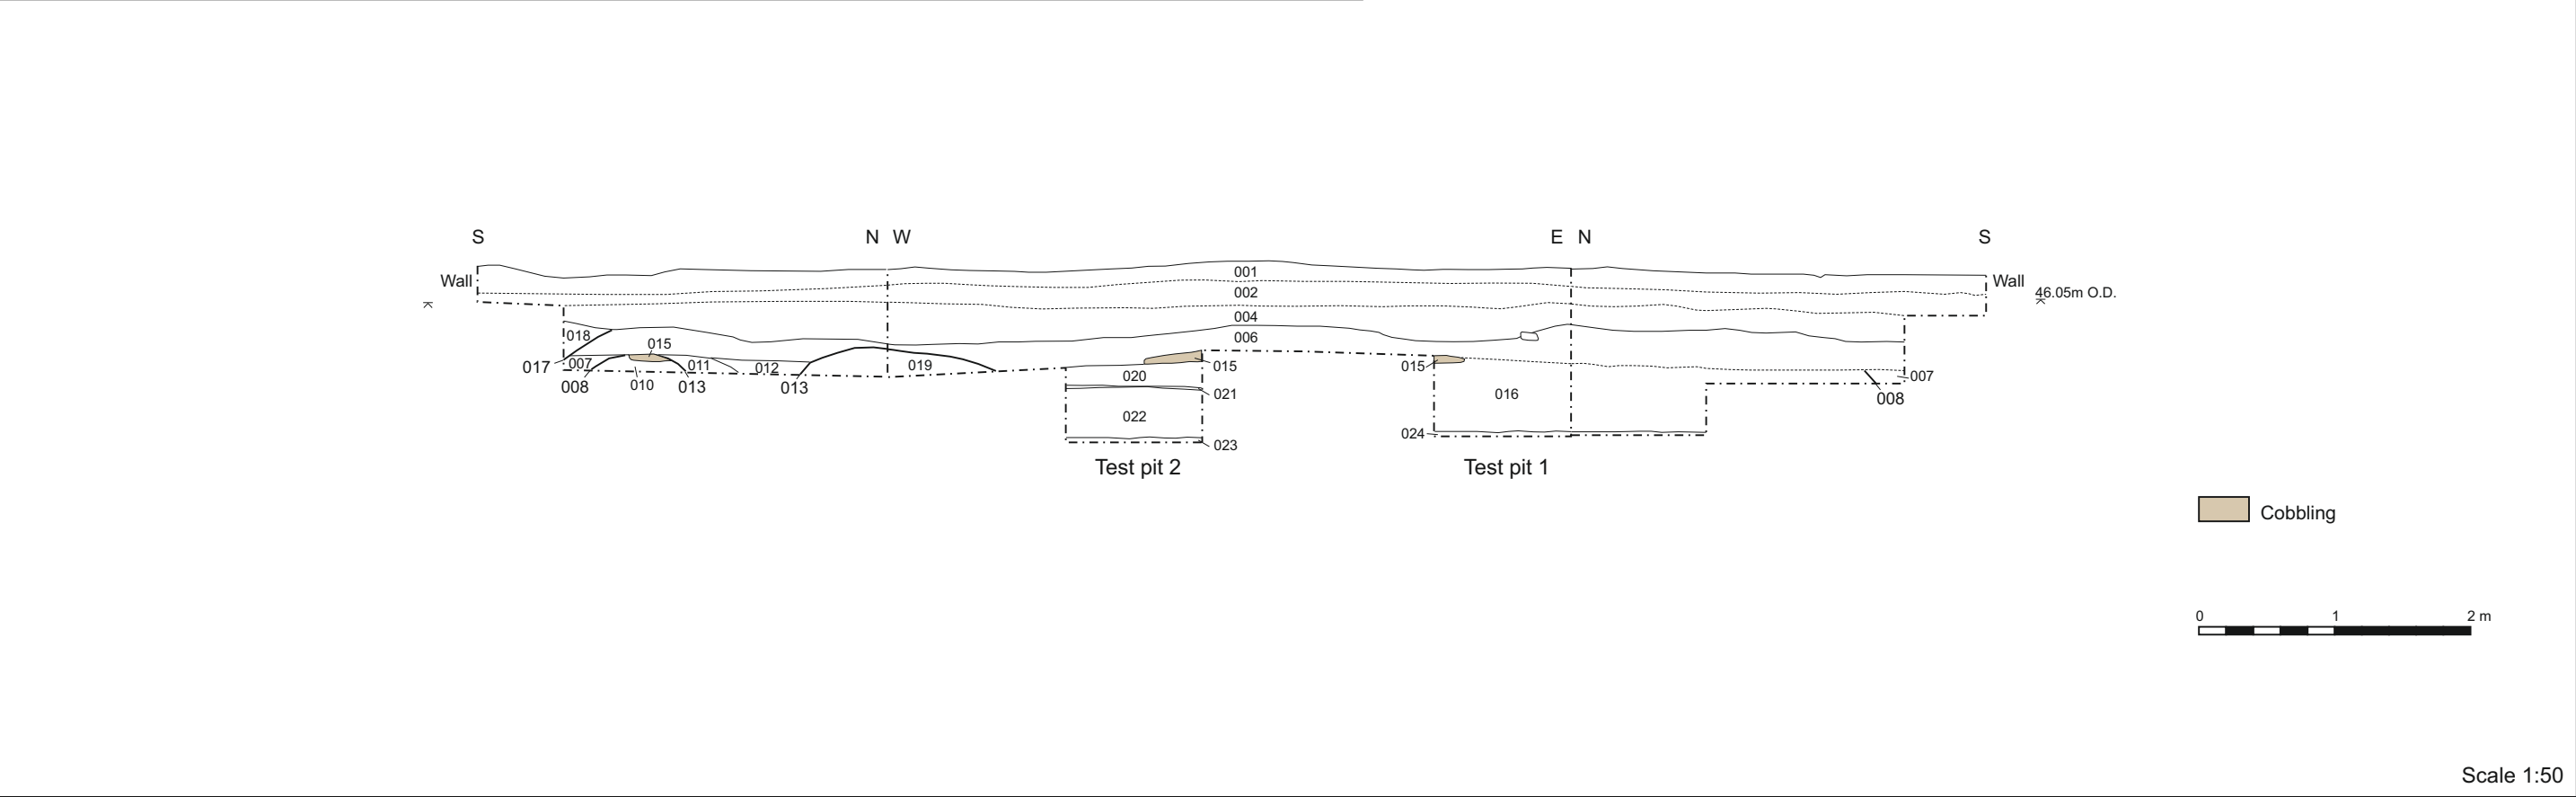 S N W E N S
Wall 001 Wall
002 46.05m O.D.
004
018 006
015
017 007 011 012 019 015 015
008 010 013 013 020 007
021 016 008
022
024
023
Test pit 2 Test pit 1
Cobbling
0 1 2 m
Scale 1:50